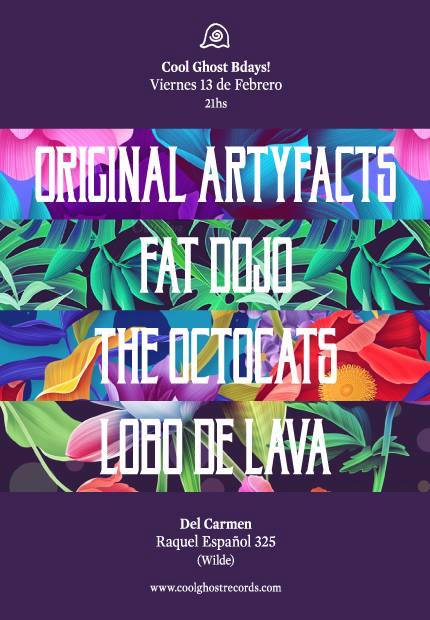 Cool Ghost Bdays!
Viernes 13 de Febrero
21hs
ORIGINAL ARTYFACTS
FAT DOJO
THE OCTOCATS
LOBO DE LAVA
Del Carmen
Raquel Español 325
(Wilde)
www.coolghostrecords.com